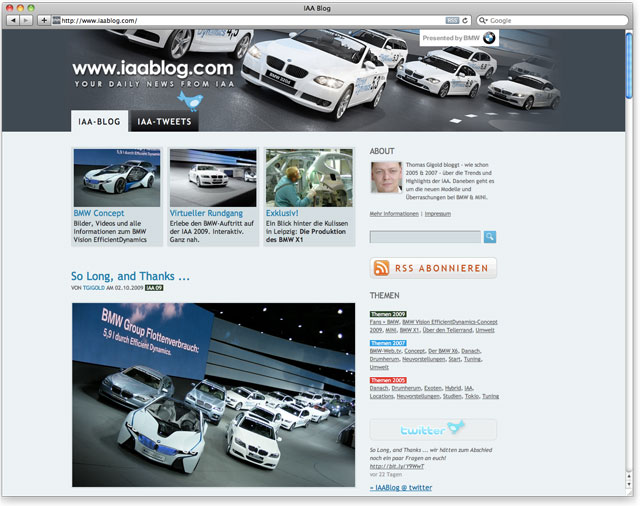 IAA Blog
http://www.iaablog.com/
RSS
Google
Presented by BMW
www.iaablog.com
YOUR DAILY NEWS FROM IAA
IAA-BLOG
IAA-TWEETS
BMW Concept
Bilder, Videos und alle
Informationen zum BMW
Vision EfficientDynamics
Virtueller Rundgang
Erlebe den BMW-Auftritt auf
der IAA 2009. Interaktiv.
Ganz nah.
Exklusiv!
Ein Blick hinter die Kulissen
in Leipzig: Die Produktion
des BMW X1
So Long, and Thanks ...
VON TGIGOLD AM 02.10.2009 IAA 09
BMW Group Flottenverbrauch:
5,9 l durch Efficient Dynamics.
ABOUT
Thomas Gigold bloggt - wie schon
2005 & 2007 - über die Trends und
Highlights der IAA. Daneben geht es
um die neuen Modelle und
Überraschungen bei BMW & MINI.
Mehr Informationen | Impressum
RSS ABONNIEREN
THEMEN
Themen 2009
Fans + BMW, BMW Vision EfficientDynamics-Concept
2009, MINI, BMW X1, Über den Tellerrand, Umwelt
Themen 2007
BMW-Web.tv, Concept, Der BMW X6, Danach,
Drumherum, Neuvorstellungen, Start, Tuning,
Umwelt
Themen 2005
Danach, Drumherum, Exoten, Hybrid, IAA,
Locations, Neuvorstellungen, Studien, Tokio, Tuning
twitter
So Long, and Thanks ... wir hätten zum Abschied
noch ein paar Fragen an euch!
http://bit.ly/Y9WwT
vor 22 Tagen
» IAABlog @ twitter